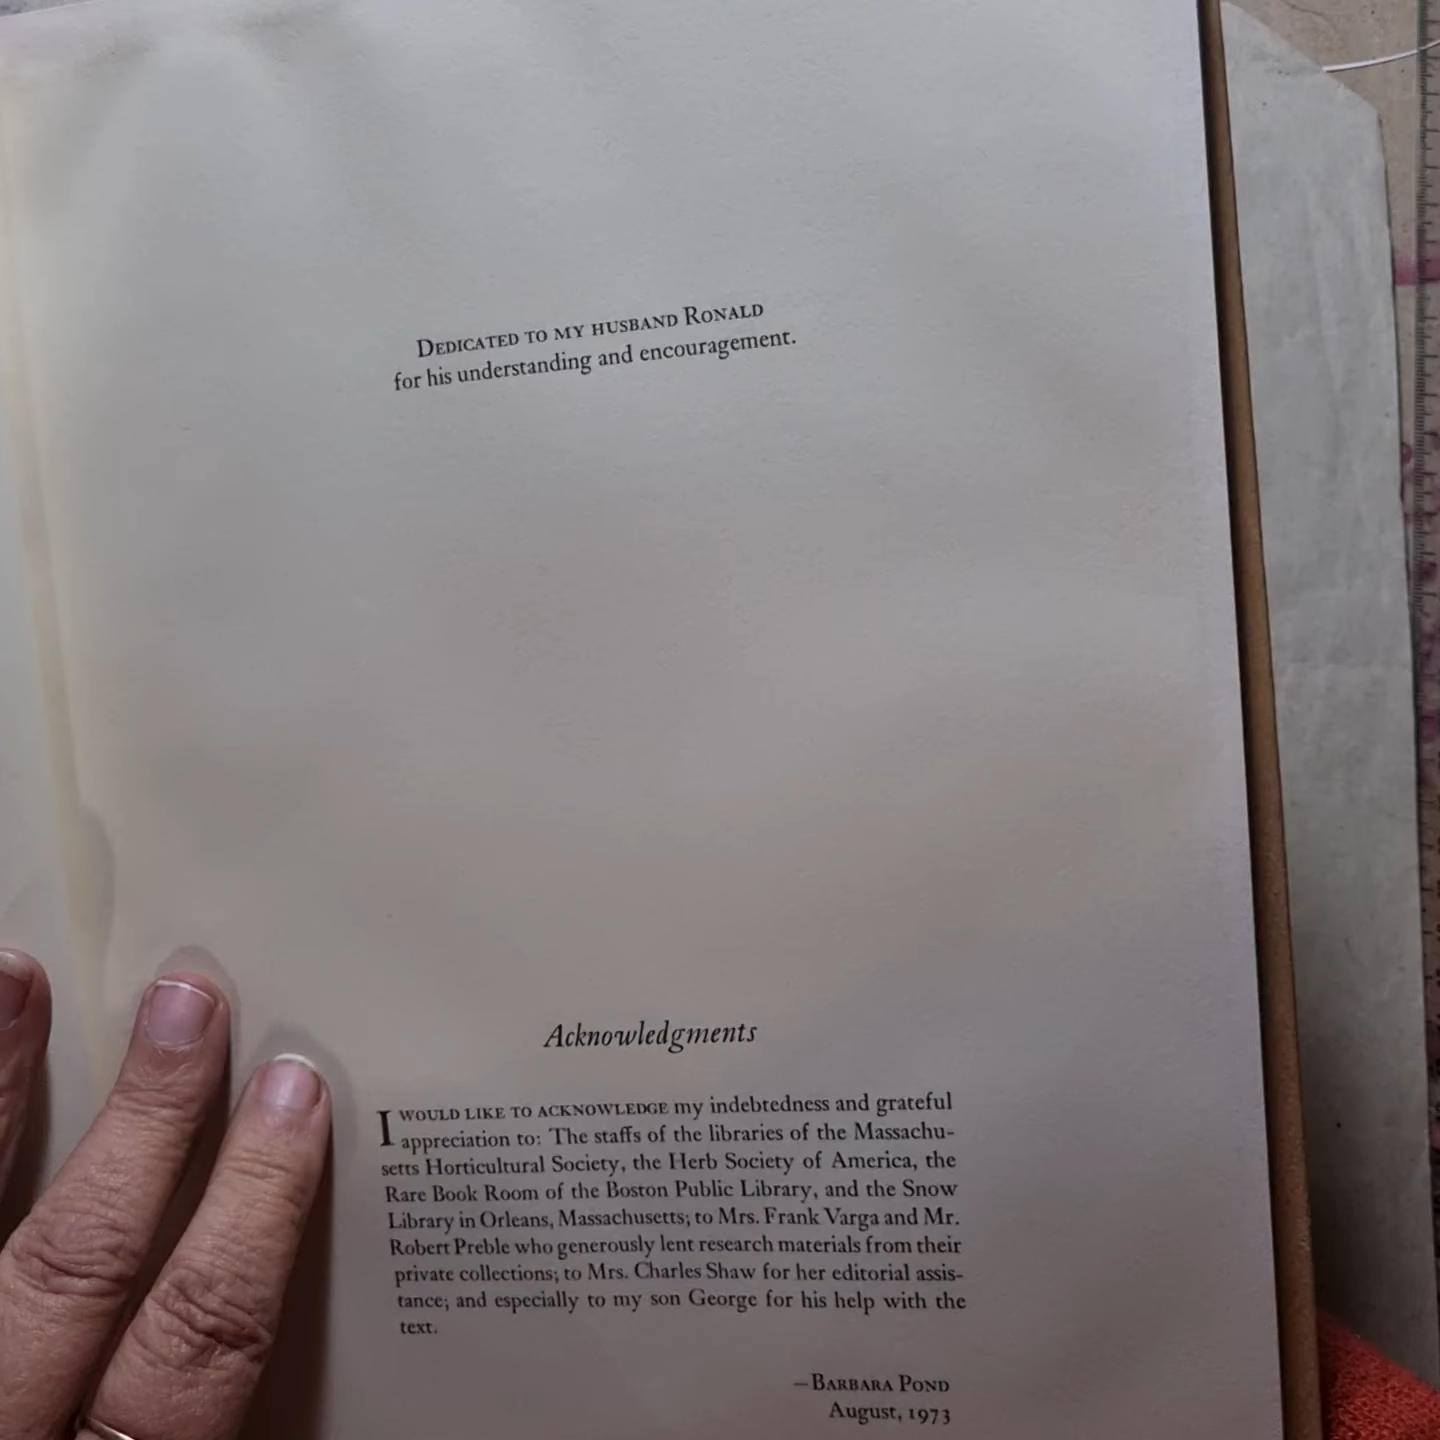 Dedicated to my husband Ronald
for his understanding and encouragement.
Acknowledgments
I would like to acknowledge my indebtedness and grateful
appreciation to: The staffs of the libraries of the Massachu-
setts Horticultural Society, the Herb Society of America, the
Rare Book Room of the Boston Public Library, and the Snow
Library in Orleans, Massachusetts; to Mrs. Frank Varga and Mr.
Robert Preble who generously lent research materials from their
private collections; to Mrs. Charles Shaw for her editorial assis-
tance; and especially to my son George for his help with the
text.
—Barbara Pond
August, 1973